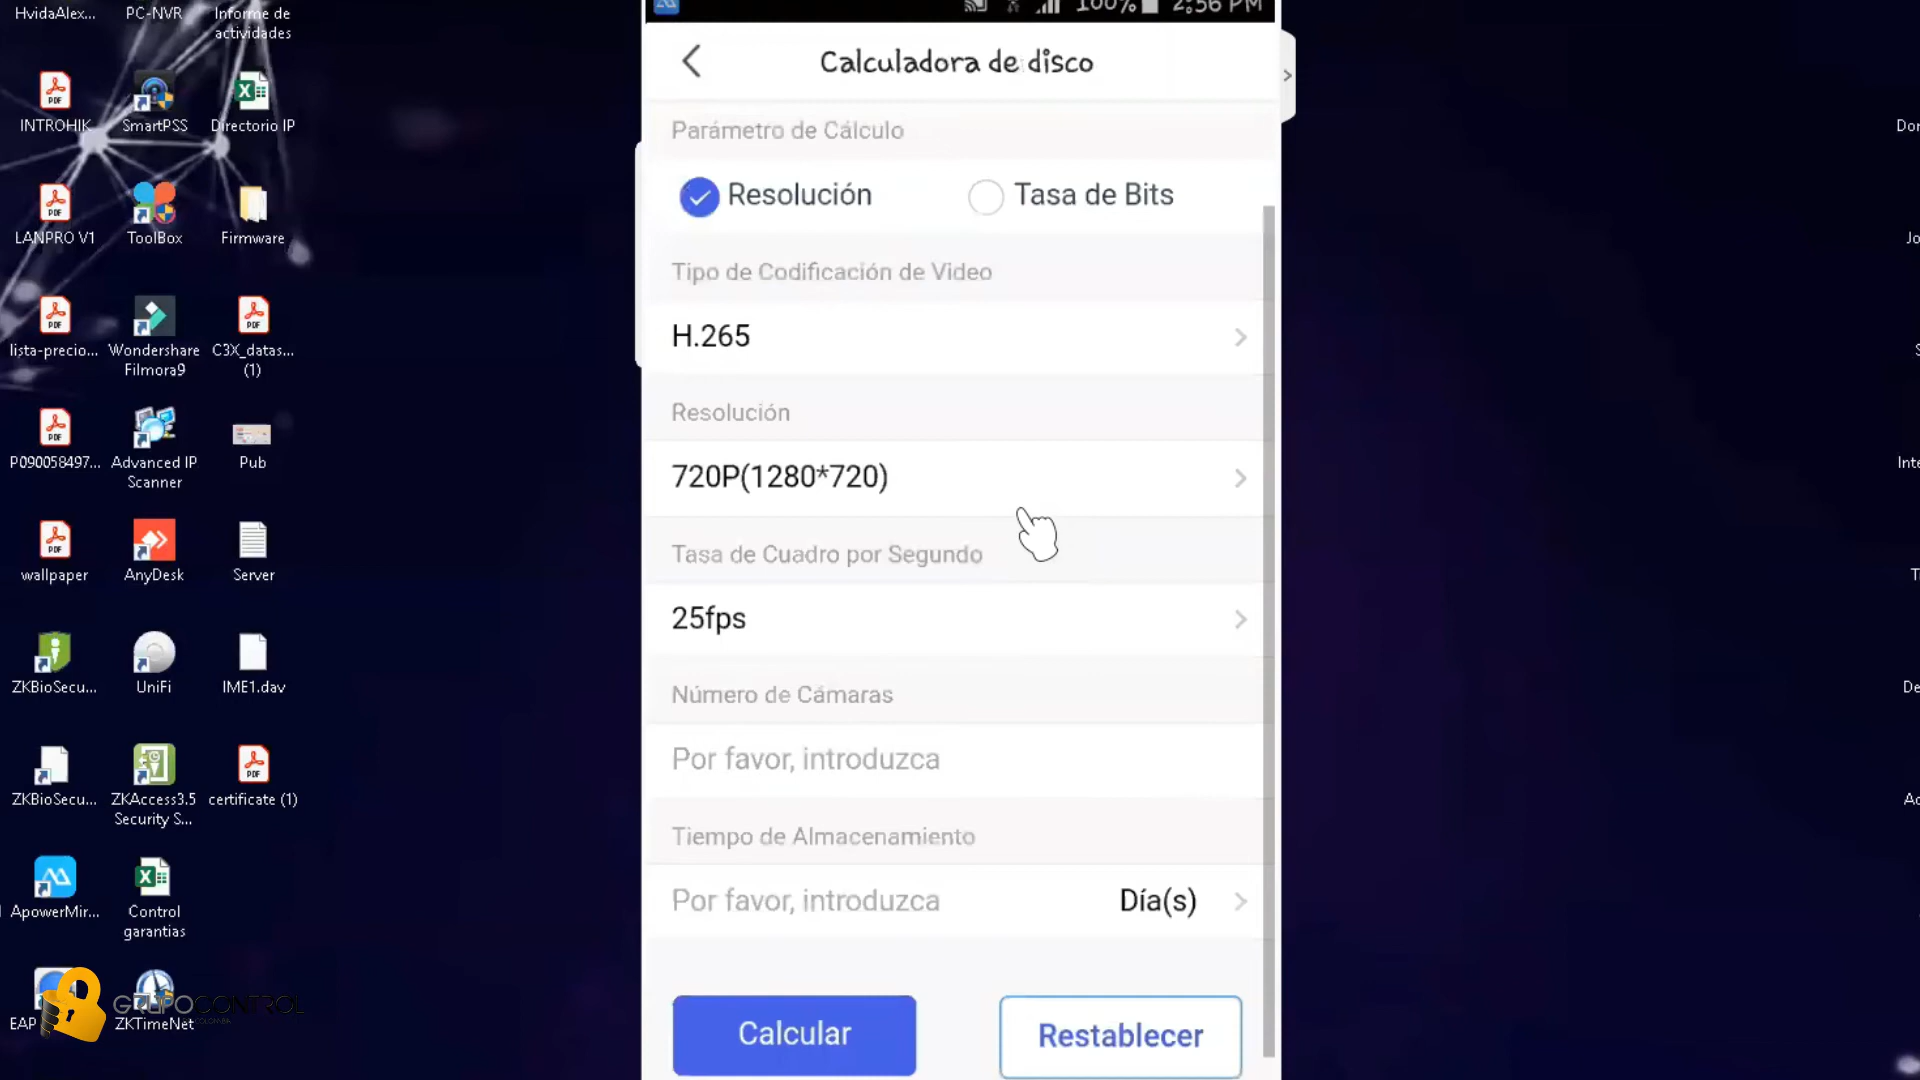 HvidaAlex...
PC-NVR
Informe de
actividades
INTROHIK
SmartPSS
Directorio IP
LANPRO V1
ToolBox
Firmware
lista-precio...
Wondershare
Filmora9
C3X_datas...
(1)
P090058497...
Advanced IP
Scanner
Pub
wallpaper
AnyDesk
Server
ZKBioSecu...
UniFi
IME1.dav
ZKBioSecu...
ZKAccess3.5
Security S...
certificate (1)
ApowerMir...
Control
garantias
EAP
ZKTimeNet
GRUPOCONTROL
COLOMBIA
100%
2:56 PM
Calculadora de disco
Parámetro de Cálculo
Resolución
Tasa de Bits
Tipo de Codificación de Video
H.265
Resolución
720P(1280*720)
Tasa de Cuadro por Segundo
25fps
Número de Cámaras
Por favor, introduzca
Tiempo de Almacenamiento
Por favor, introduzca
Día(s)
Calcular
Restablecer